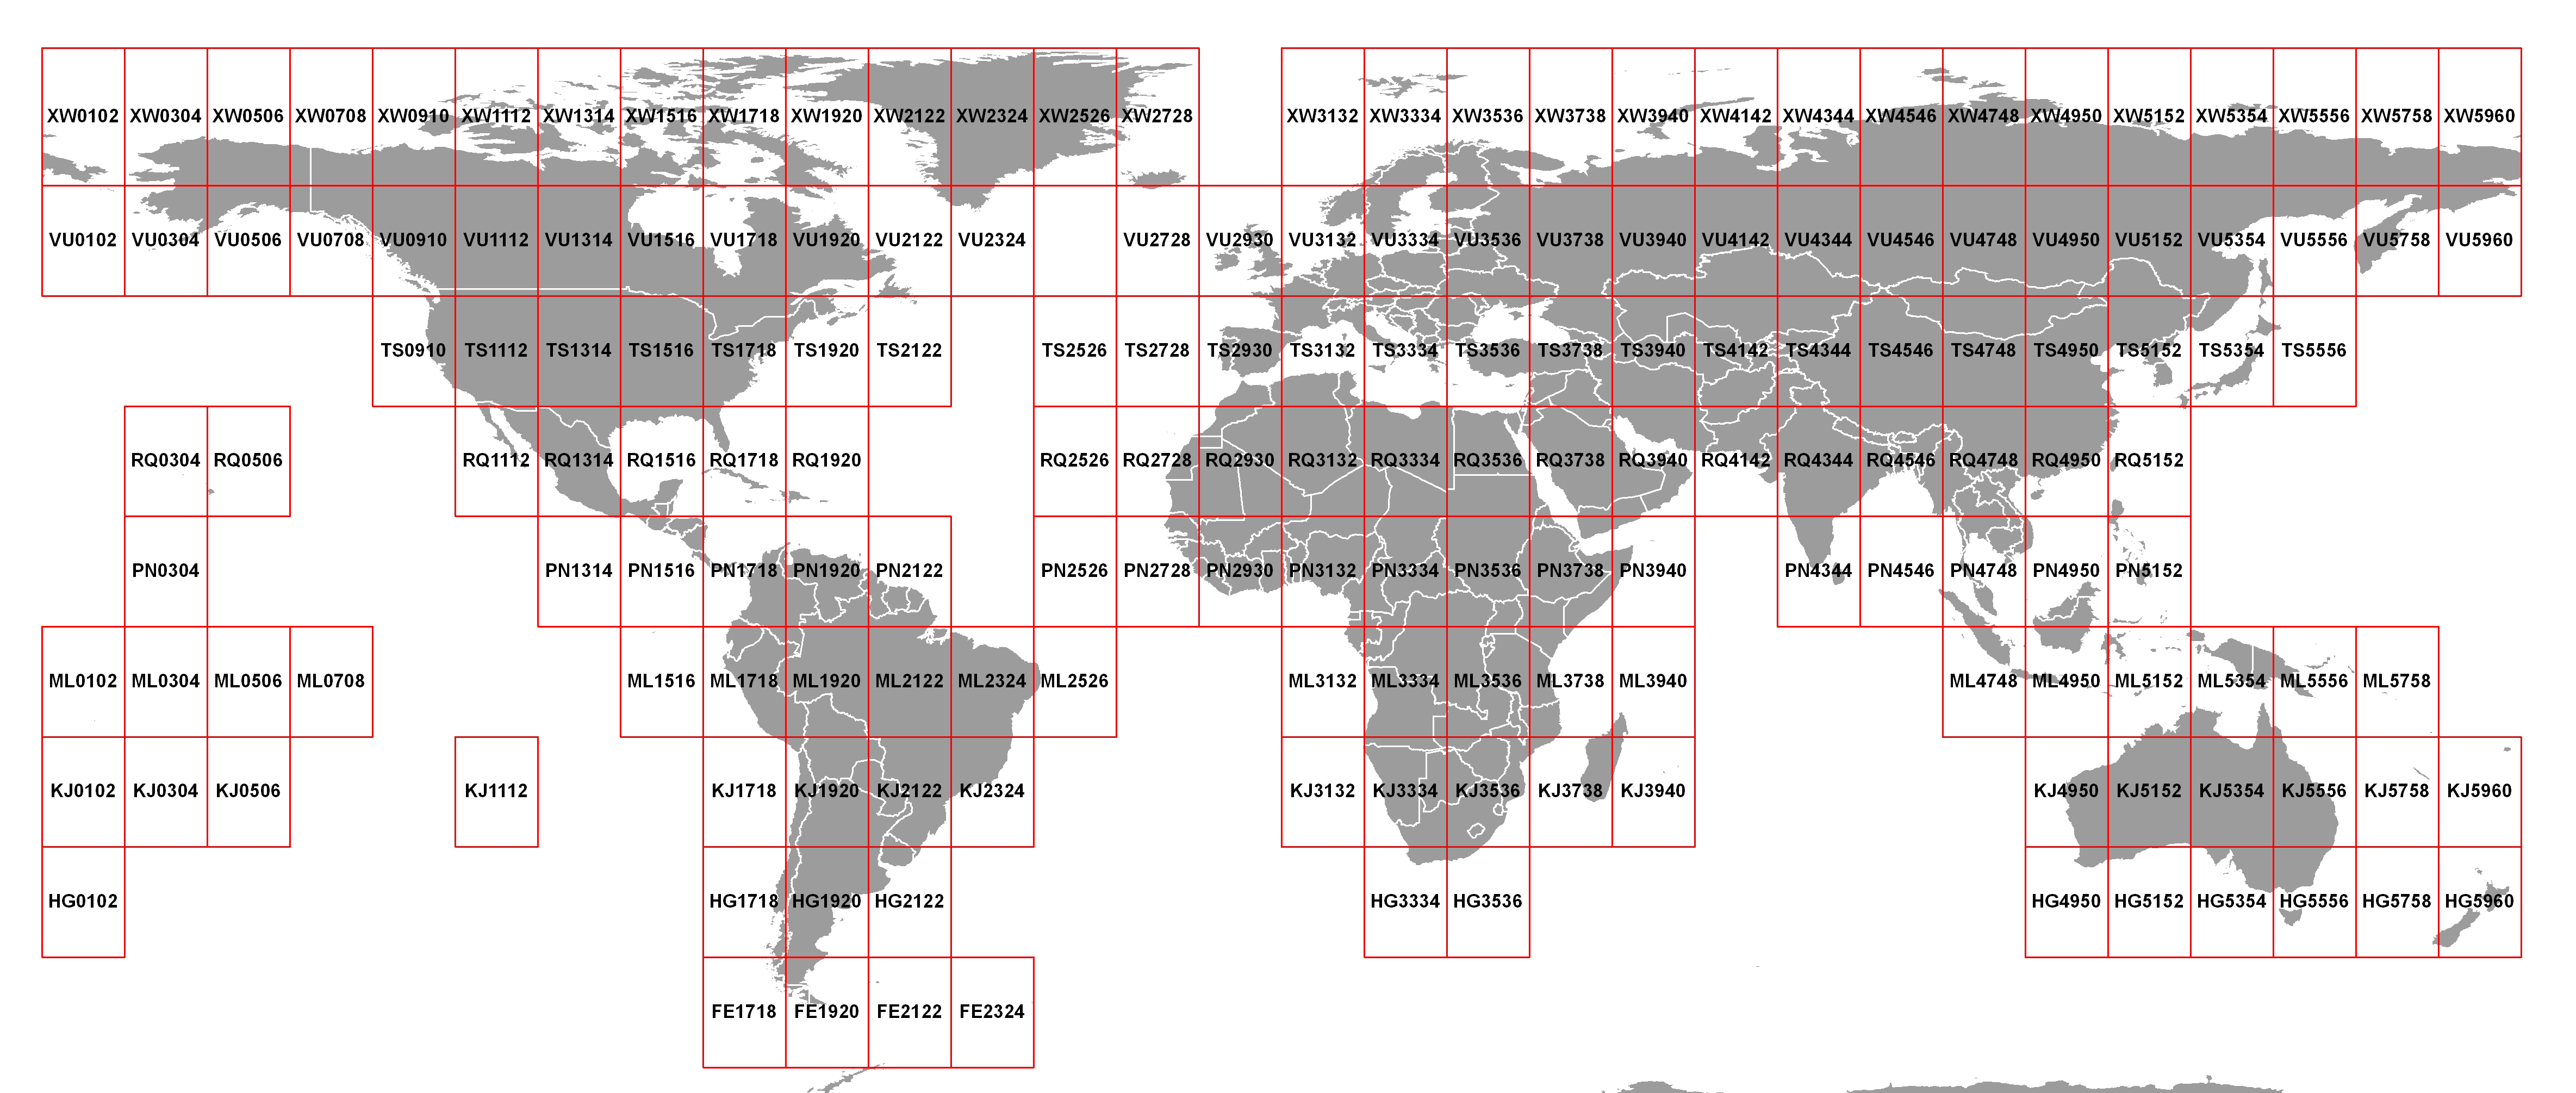 XW0102 XW0304 XW0506 XW0708 XW0910 XW1112 XW1314 XW1516 XW1718 XW1920 XW2122 XW2324 XW2526 XW2728 XW3132 XW3334 XW3536 XW3738 XW3940 XW4142 XW4344 XW4546 XW4748 XW4950 XW5152 XW5354 XW5556 XW5758 XW5960
VU0102 VU0304 VU0506 VU0708 VU0910 VU1112 VU1314 VU1516 VU1718 VU1920 VU2122 VU2324 VU2728 VU2930 VU3132 VU3334 VU3536 VU3738 VU3940 VU4142 VU4344 VU4546 VU4748 VU4950 VU5152 VU5354 VU5556 VU5758 VU5960
TS0910 TS1112 TS1314 TS1516 TS1718 TS1920 TS2122 TS2526 TS2728 TS2930 TS3132 TS3334 TS3536 TS3738 TS3940 TS4142 TS4344 TS4546 TS4748 TS4950 TS5152 TS5354 TS5556
RQ0304 RQ0506 RQ1112 RQ1314 RQ1516 RQ1718 RQ1920 RQ2526 RQ2728 RQ2930 RQ3132 RQ3334 RQ3536 RQ3738 RQ3940 RQ4142 RQ4344 RQ4546 RQ4748 RQ4950 RQ5152
PN0304 PN1314 PN1516 PN1718 PN1920 PN2122 PN2526 PN2728 PN2930 PN3132 PN3334 PN3536 PN3738 PN3940 PN4344 PN4546 PN4748 PN4950 PN5152
ML0102 ML0304 ML0506 ML0708 ML1516 ML1718 ML1920 ML2122 ML2324 ML2526 ML3132 ML3334 ML3536 ML3738 ML3940 ML4748 ML4950 ML5152 ML5354 ML5556 ML5758
KJ0102 KJ0304 KJ0506 KJ1112 KJ1718 KJ1920 KJ2122 KJ2324 KJ3132 KJ3334 KJ3536 KJ3738 KJ3940 KJ4950 KJ5152 KJ5354 KJ5556 KJ5758 KJ5960
HG0102 HG1718 HG1920 HG2122 HG3334 HG3536 HG4950 HG5152 HG5354 HG5556 HG5758 HG5960
FE1718 FE1920 FE2122 FE2324